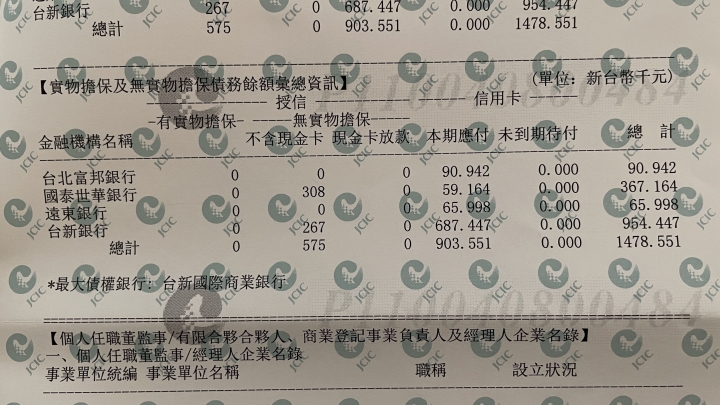 台新銀行 267 0 687.447 0.000 954.447
總計 575 0 903.551 0.000 1478.551
【實物擔保及無實物擔保債務餘額彙總資訊】 (單位: 新台幣千元)
授信 信用卡
-有實物擔保- 無實物擔保
金融機構名稱 不含現金卡 現金卡放款 本期應付 未到期待付 總 計
台北富邦銀行 0 0 0 90.942 0.000 90.942
國泰世華銀行 0 308 0 59.164 0.000 367.164
遠東銀行 0 0 0 65.998 0.000 65.998
台新銀行 0 267 0 687.447 0.000 954.447
總計 0 575 0 903.551 0.000 1478.551
*最大債權銀行: 台新國際商業銀行
【個人任職董監事/有限合夥合夥人、商業登記事業負責人及經理人企業名錄】
一、個人任職董監事/經理人企業名錄
事業單位統編 事業單位名稱 職稱 設立狀況